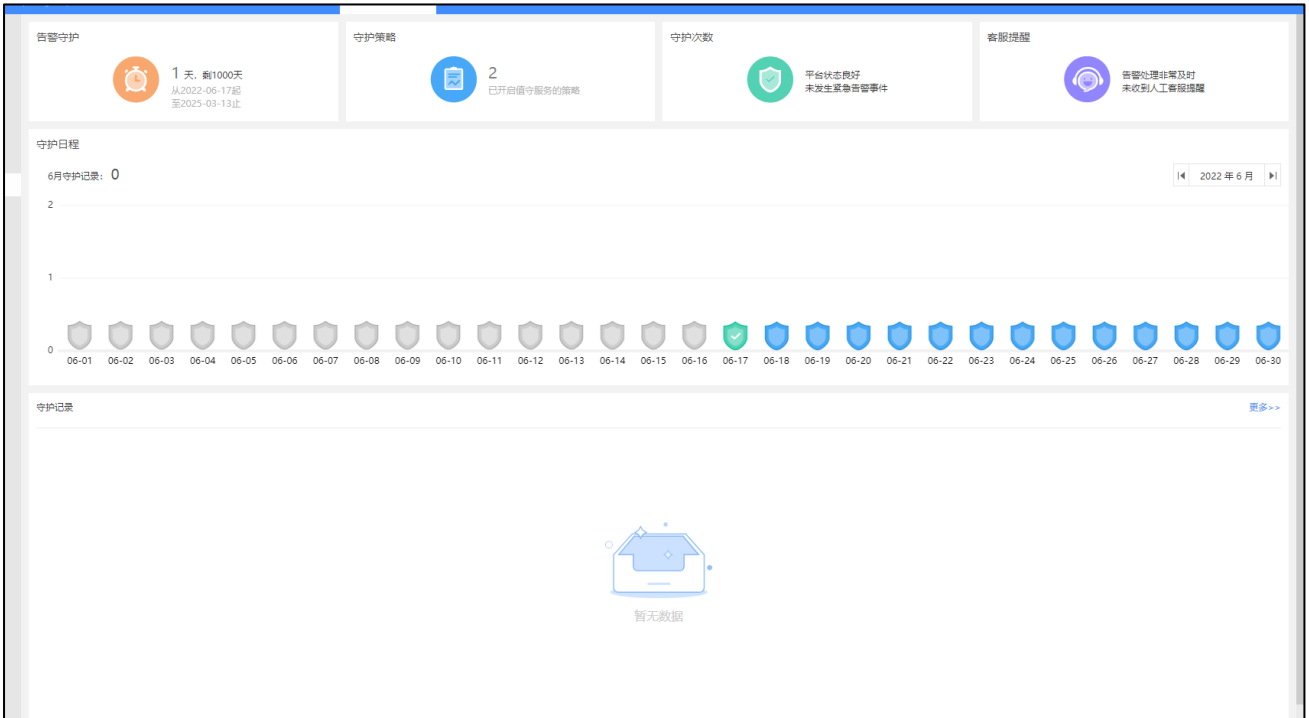 告警守护
1 天, 剩1000天
从2022-06-17起
至2025-03-13止
守护策略
2
已开启值守服务的策略
守护次数
平台状态良好
未发生紧急告警事件
客服提醒
告警处理非常及时
未收到人工客服提醒
守护日程
6月守护记录: 0
2022 年 6 月
2
1
0
06-01 06-02 06-03 06-04 06-05 06-06 06-07 06-08 06-09 06-10 06-11 06-12 06-13 06-14 06-15 06-16 06-17 06-18 06-19 06-20 06-21 06-22 06-23 06-24 06-25 06-26 06-27 06-28 06-29 06-30
守护记录
更多>>
暂无数据